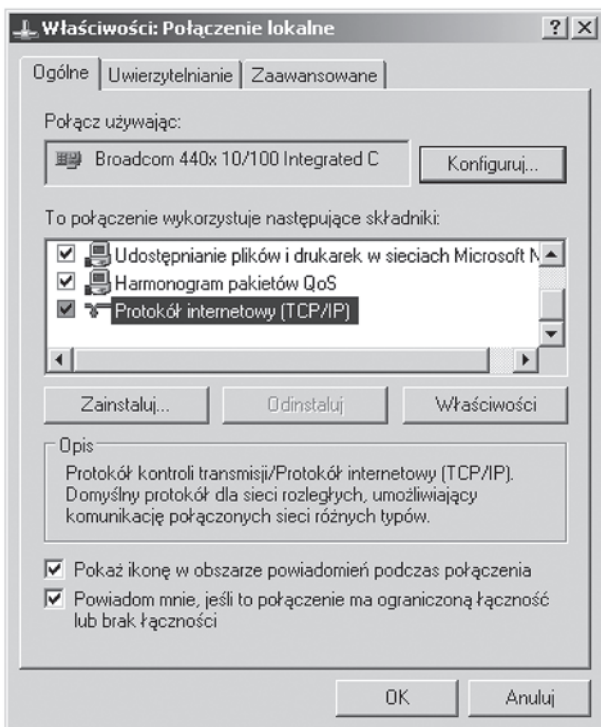 Właściwości: Połączenie lokalne
Ogólne Uwierzytelnianie Zaawansowane
Połącz używając:
Broadcom 440x 10/100 Integrated C
Konfiguruj...
To połączenie wykorzystuje następujące składniki:
Udostępnianie plików i drukarek w sieciach Microsoft N
Harmonogram pakietów QoS
Protokół internetowy (TCP/IP)
Zainstaluj... Odinstaluj Właściwości
Opis
Protokół kontroli transmisji/Protokół internetowy (TCP/IP).
Domyślny protokół dla sieci rozległych, umożliwiający
komunikację połączonych sieci różnych typów.
Pokaż ikonę w obszarze powiadomień podczas połączenia
Powiadom mnie, jeśli to połączenie ma ograniczoną łączność
lub brak łączności
OK Anuluj